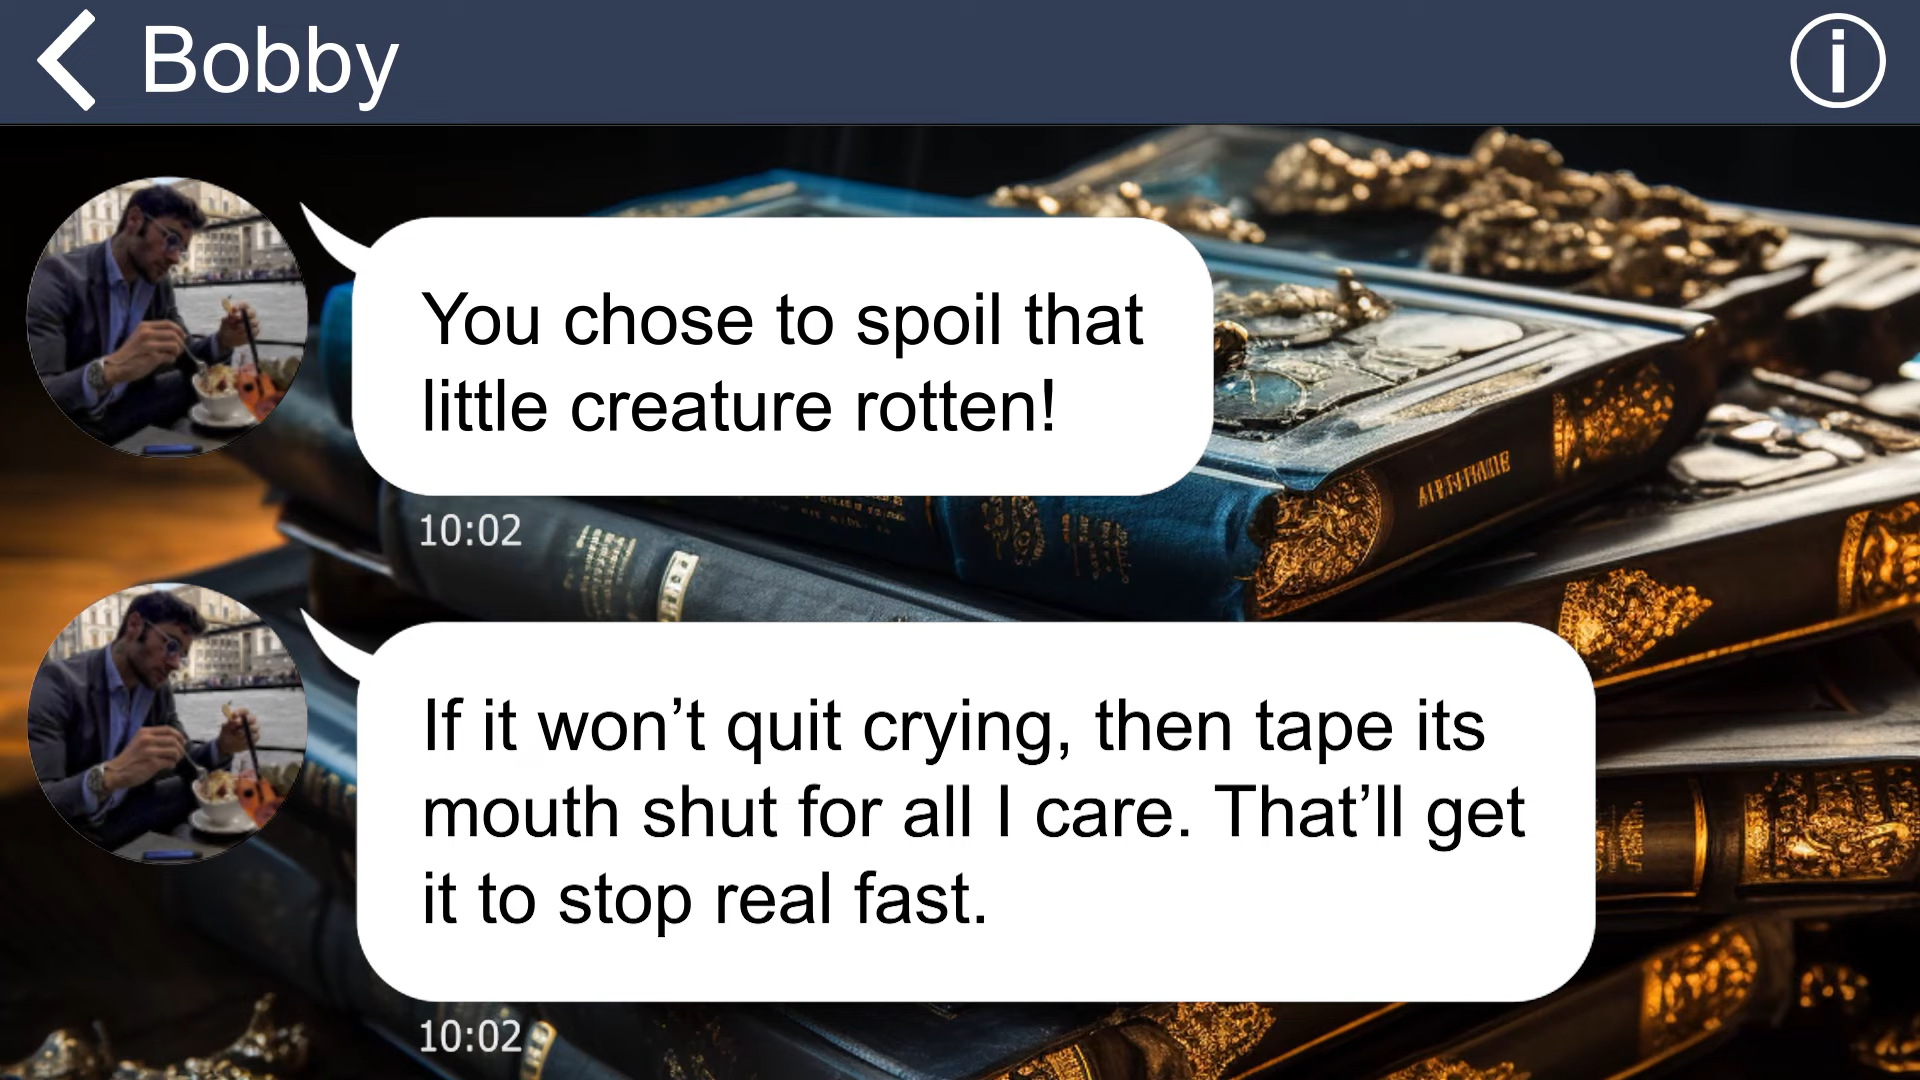 Bobby
You chose to spoil that
little creature rotten!
10:02
If it won’t quit crying, then tape its
mouth shut for all I care. That’ll get
it to stop real fast.
10:02